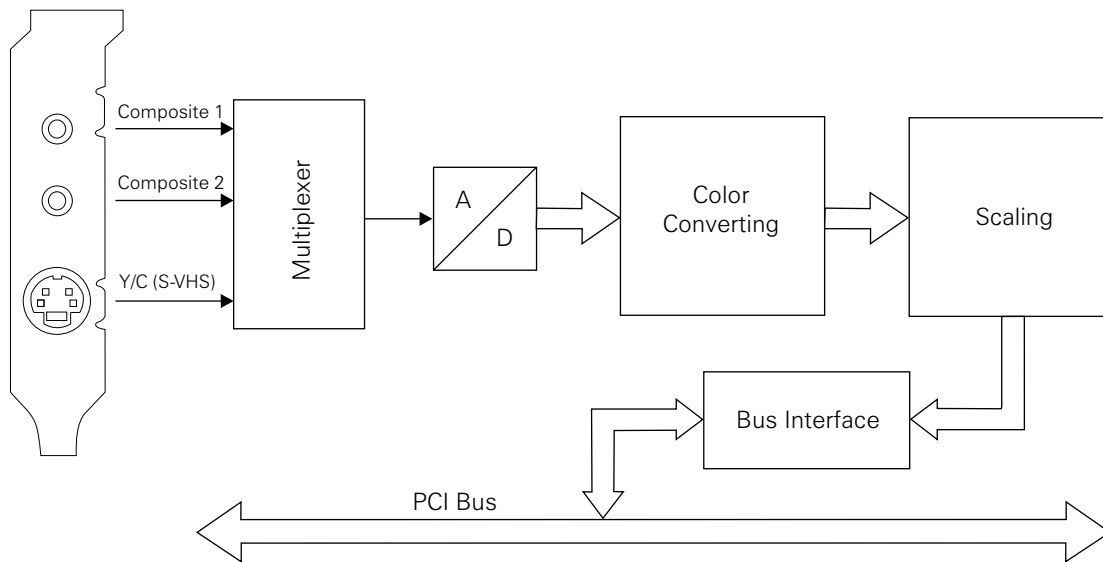 Composite 1
Composite 2
Y/C (S-VHS)
Multiplexer
A
D
Color
Converting
Scaling
Bus Interface
PCI Bus